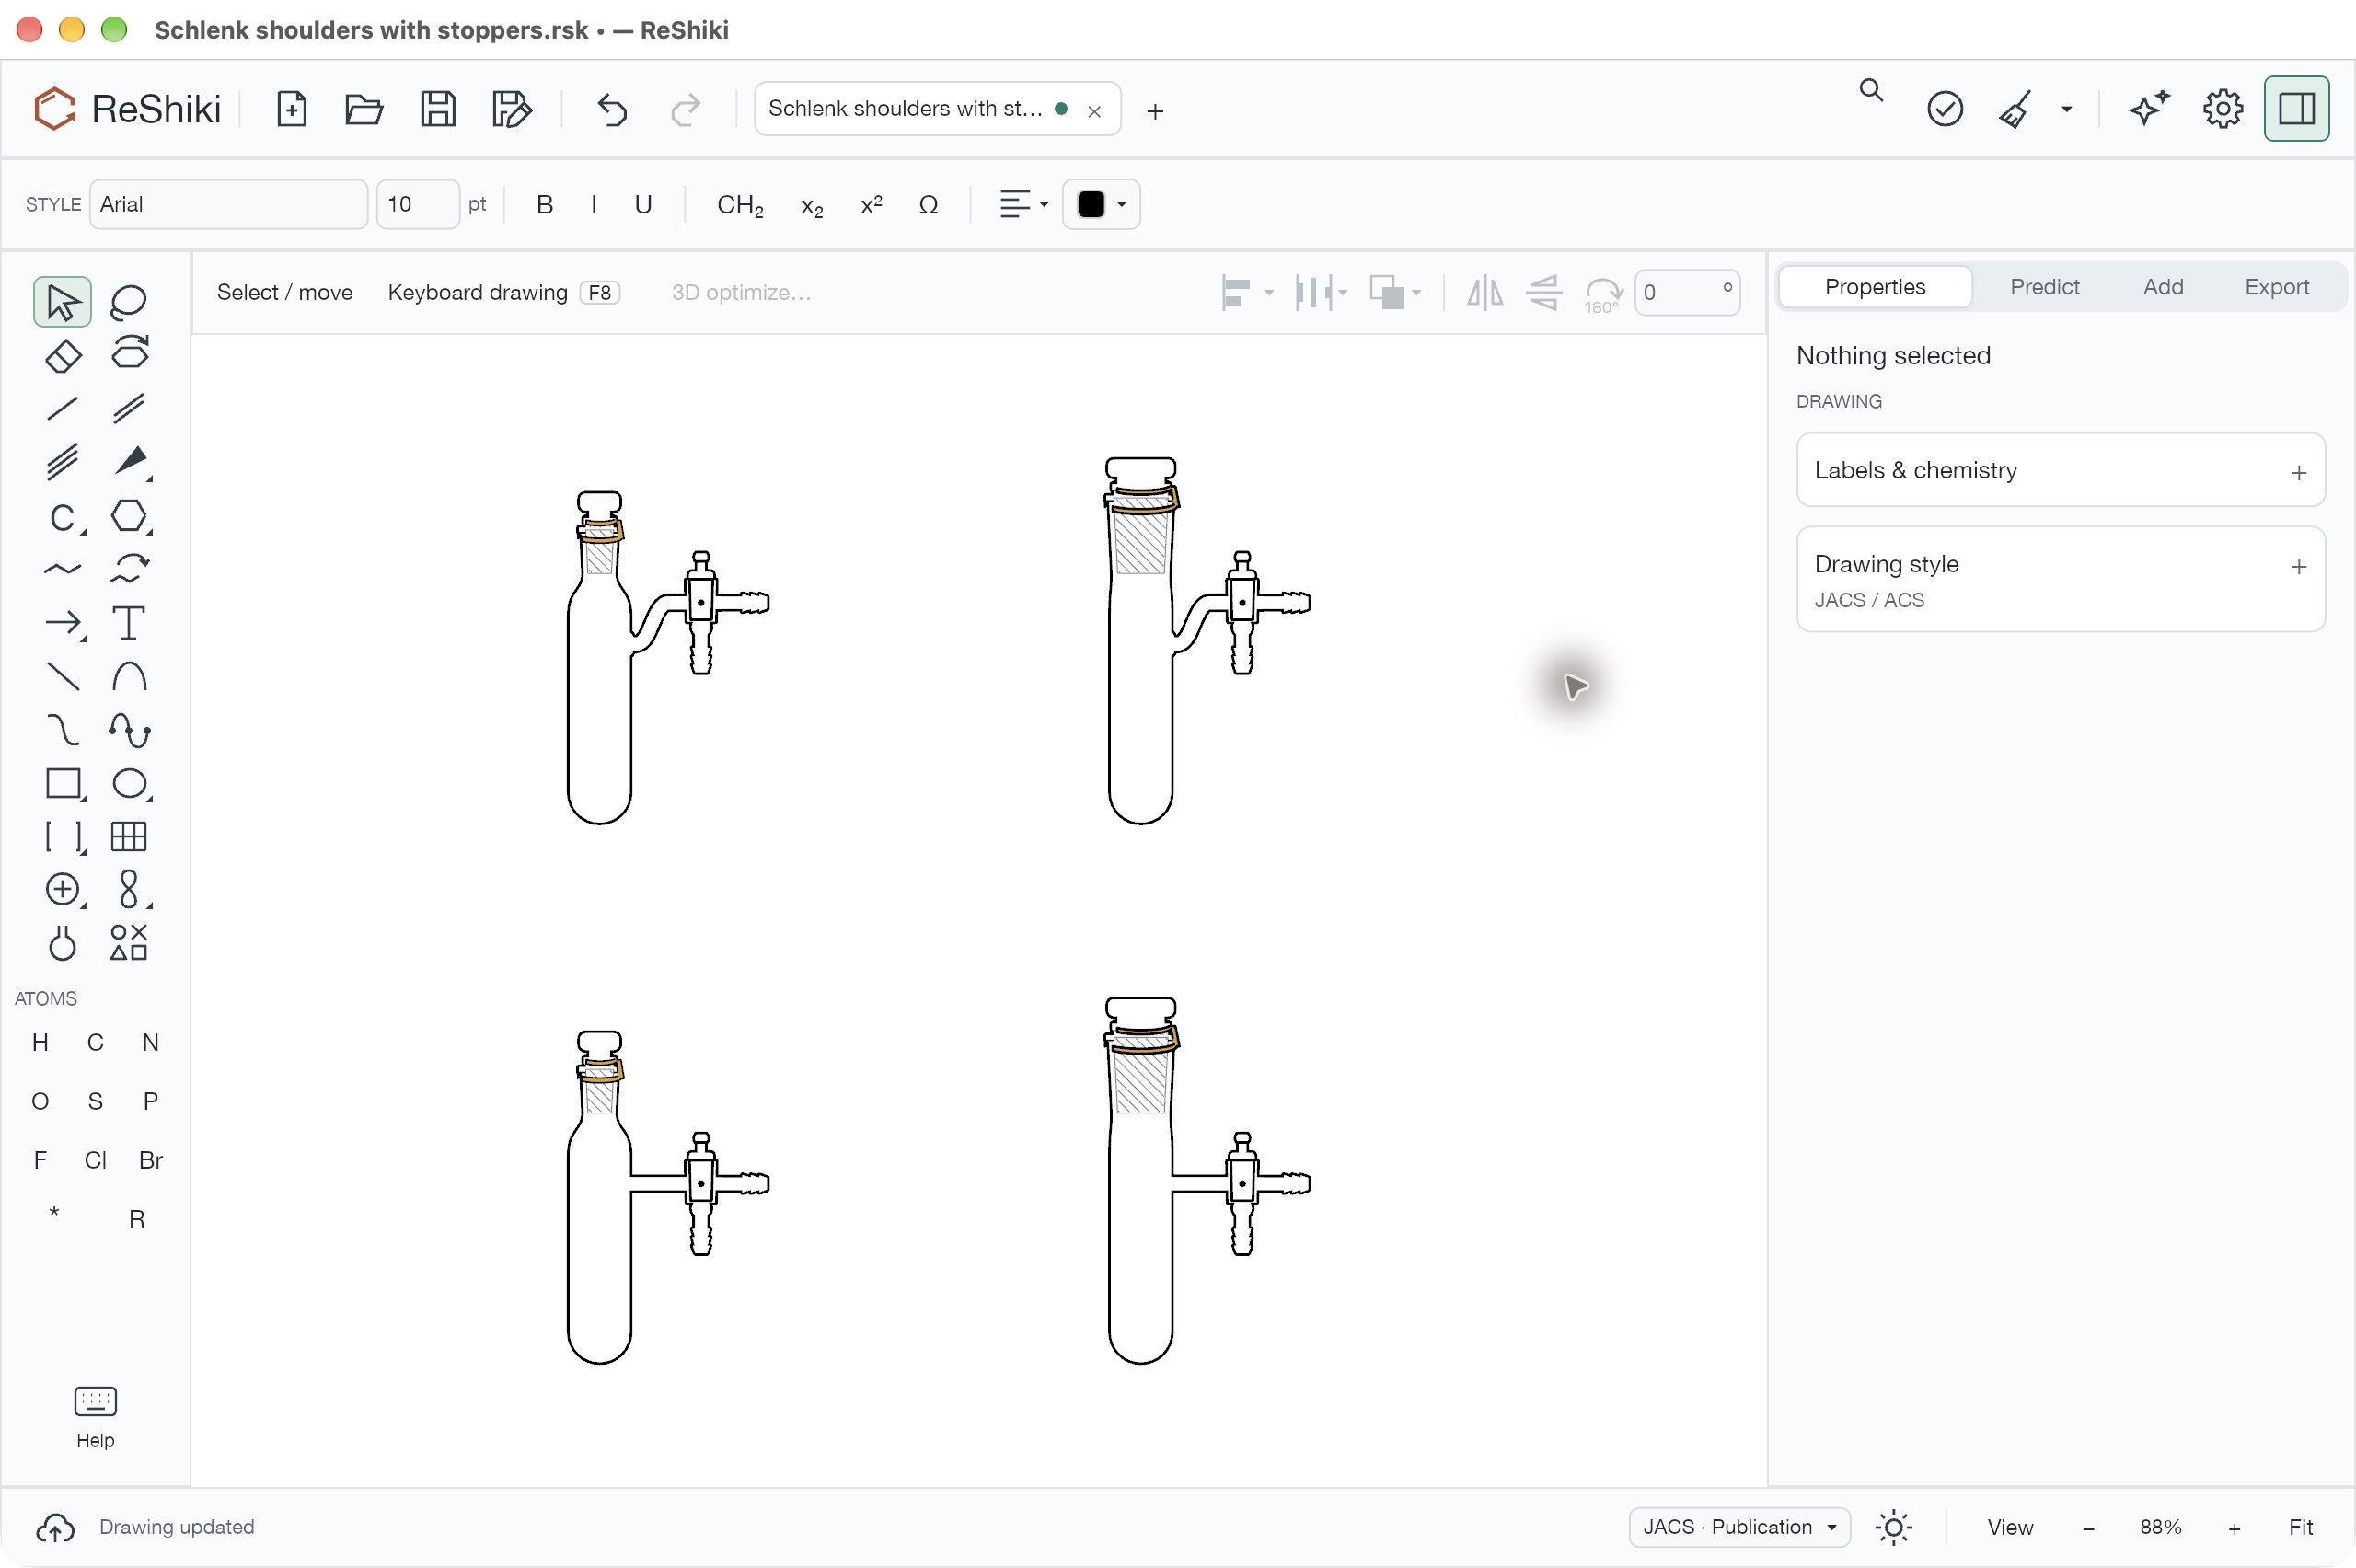 Schlenk shoulders with stoppers.rsk • — ReShiki
ReShiki
Schlenk shoulders with st...
STYLE Arial 10 pt B I U CH₂ x₂ x² Ω
Select / move Keyboard drawing F8 3D optimize... 180° 0 °
Properties Predict Add Export
Nothing selected
DRAWING
Labels & chemistry +
Drawing style +
JACS / ACS
C
T
ATOMS
H C N
O S P
F Cl Br
* R
Help
Drawing updated
JACS · Publication View – 88% + Fit